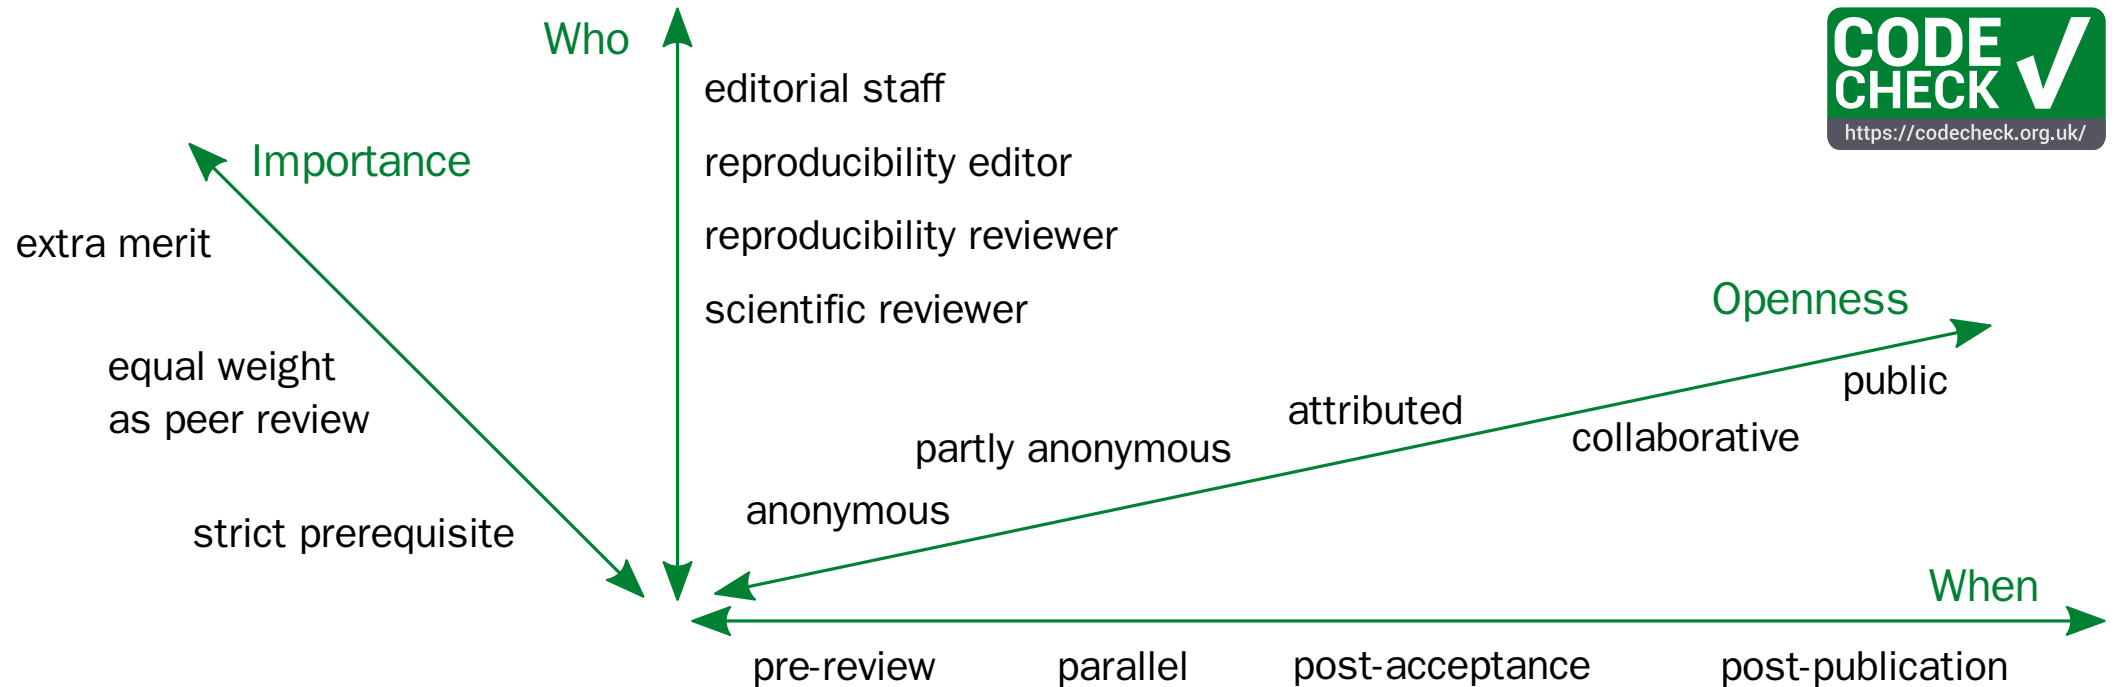 Who
editorial staff
reproducibility editor
reproducibility reviewer
scientific reviewer
CODE
CHECK
https://codecheck.org.uk/
Importance
extra merit
equal weight
as peer review
strict prerequisite
Openness
public
collaborative
attributed
partly anonymous
anonymous
When
pre-review
parallel
post-acceptance
post-publication